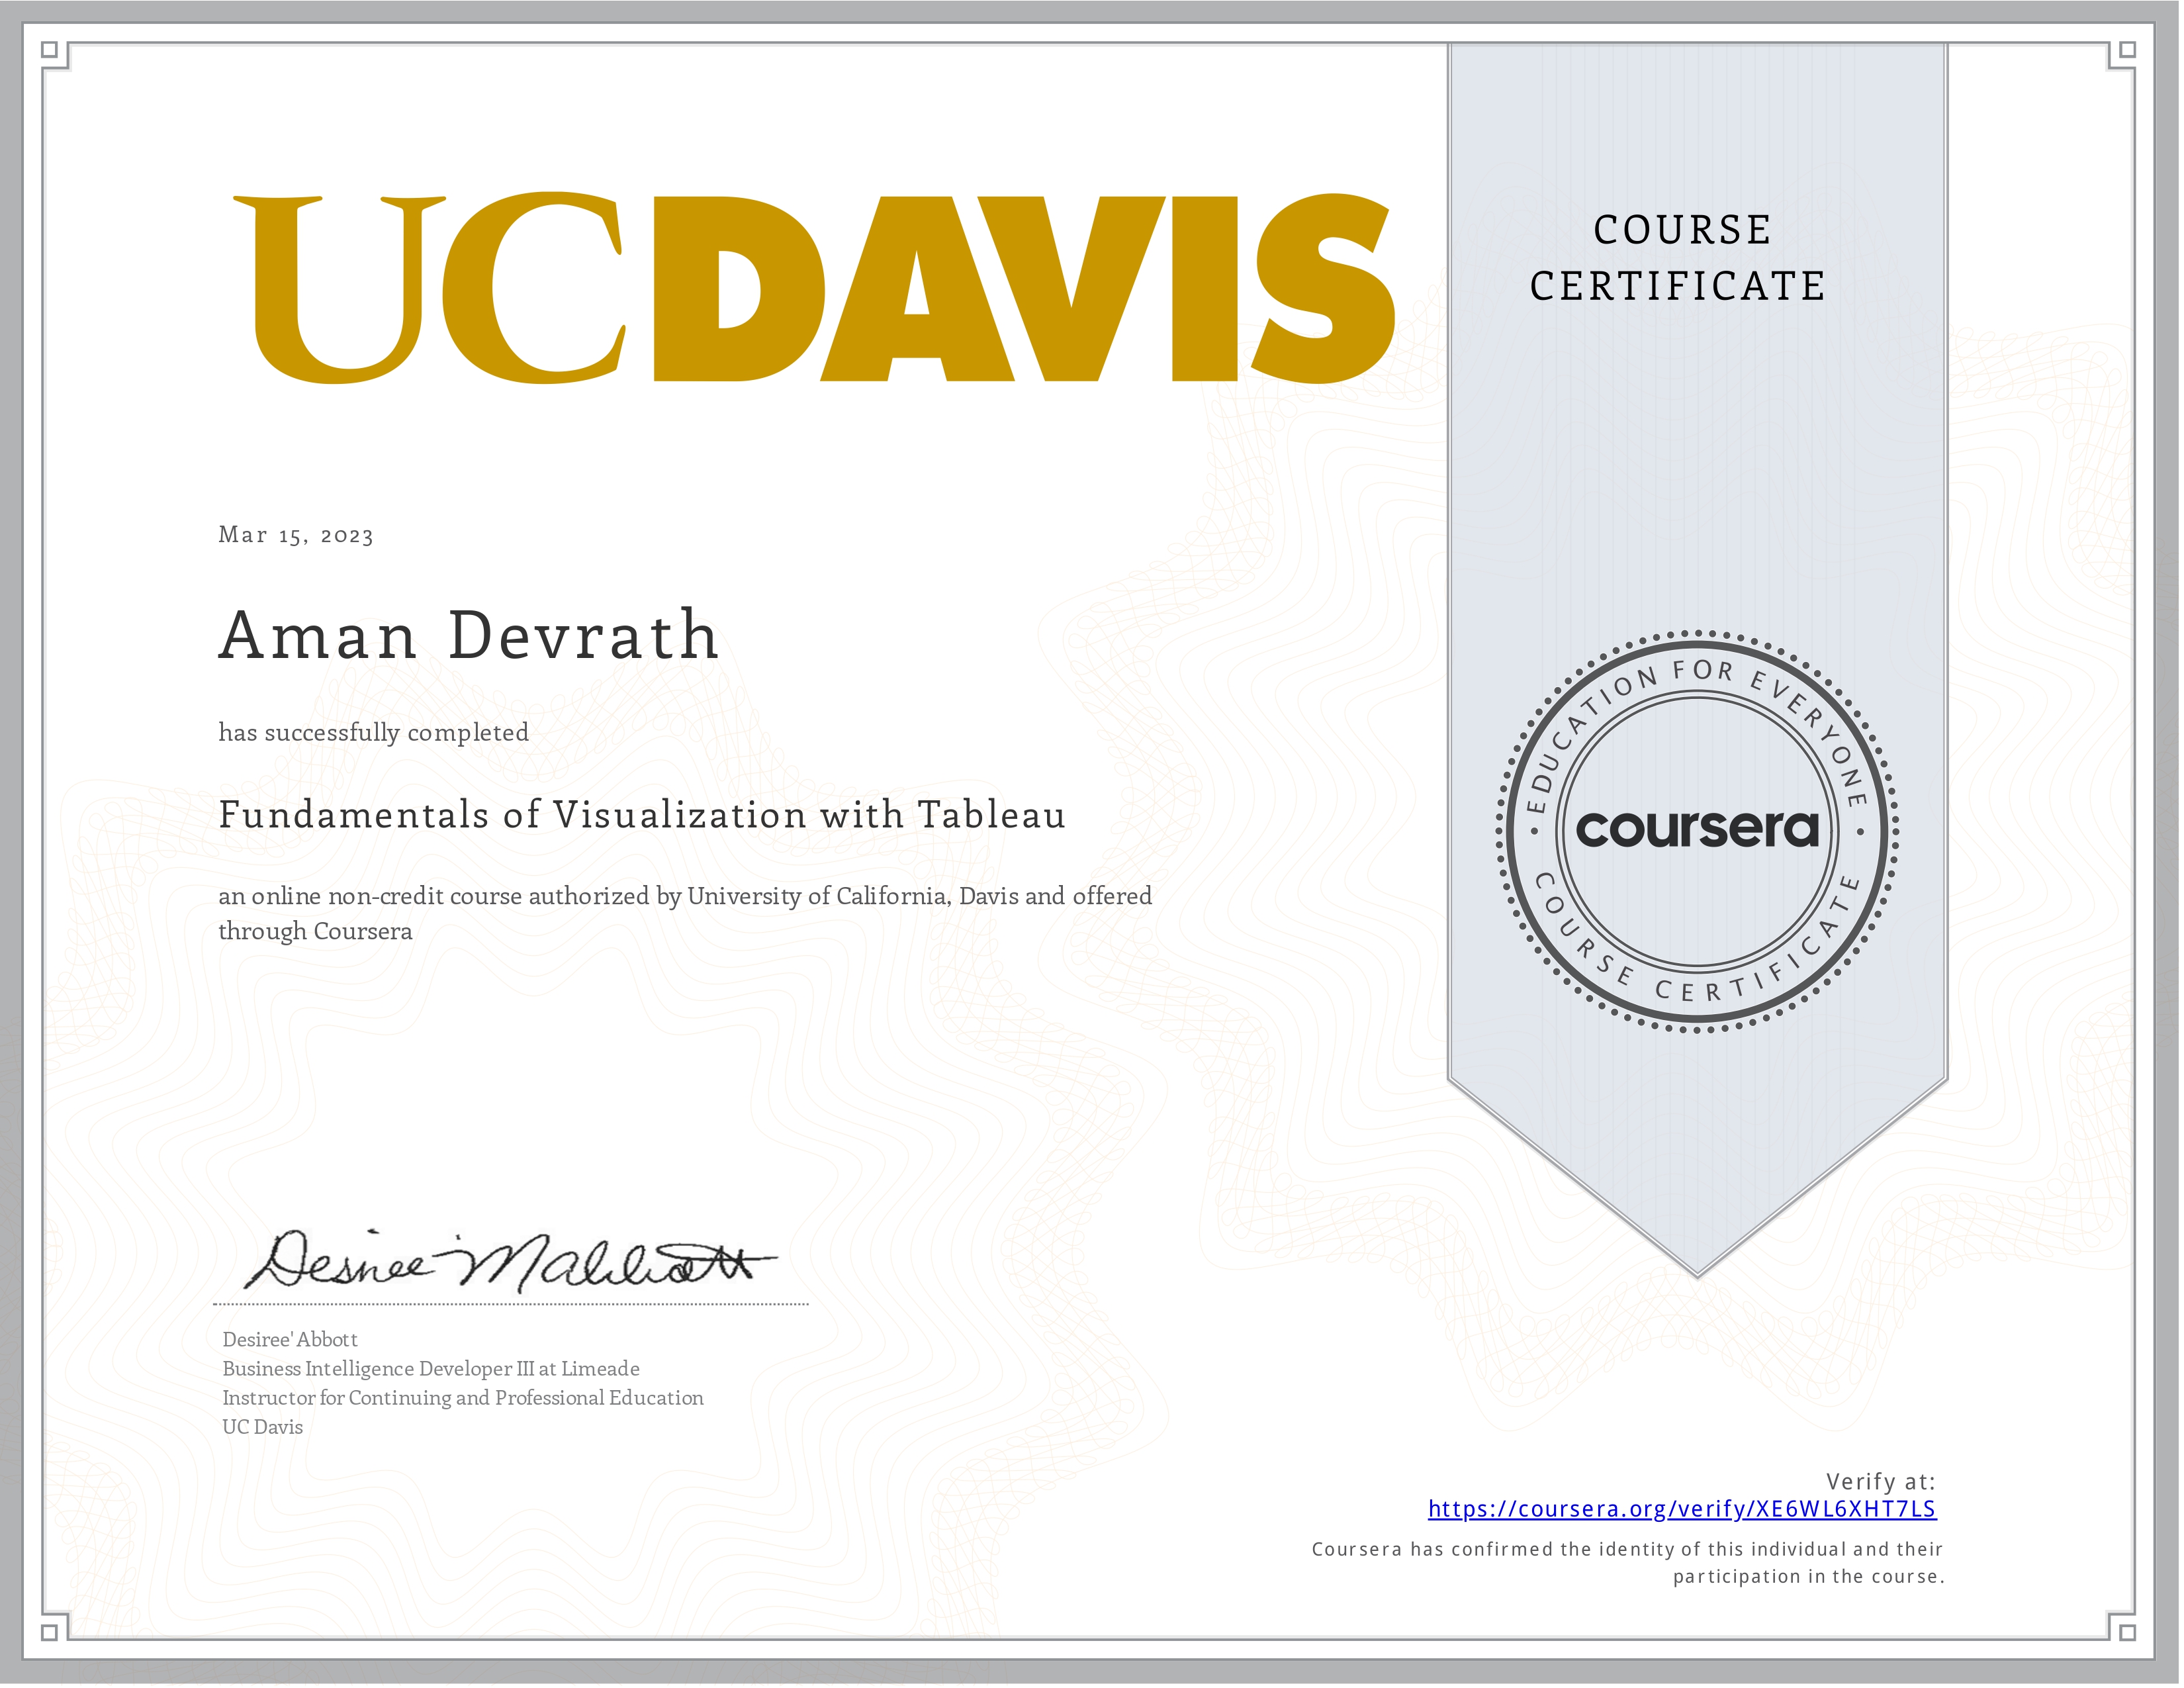 UCDAVIS
COURSE
CERTIFICATE
Mar 15, 2023
Aman Devrath
has successfully completed
Fundamentals of Visualization with Tableau
an online non-credit course authorized by University of California, Davis and offered
through Coursera
EDUCATION FOR EVERYONE
coursera
COURSE CERTIFICATE
Desiree' Abbott
Business Intelligence Developer III at Limeade
Instructor for Continuing and Professional Education
UC Davis
Verify at:
https://coursera.org/verify/XE6WL6XHT7LS
Coursera has confirmed the identity of this individual and their
participation in the course.